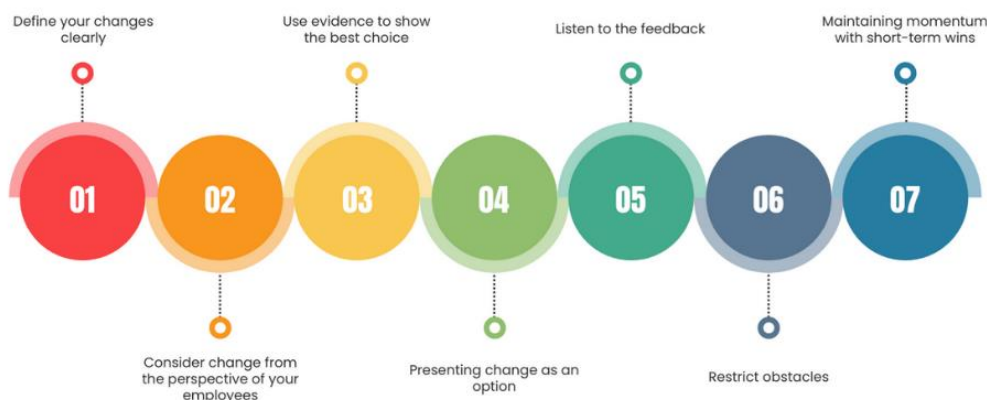 Define your changes
clearly
Use evidence to show
the best choice
Listen to the feedback
Maintaining momentum
with short-term wins
01
02
03
04
05
06
07
Consider change from
the perspective of your
employees
Presenting change as an
option
Restrict obstacles